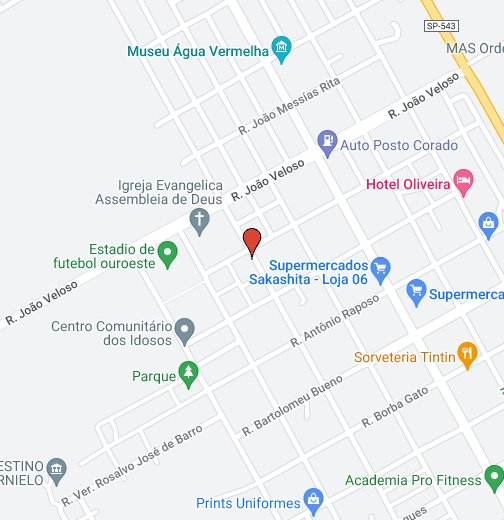 SP-543
MAS Orde
Museu Água Vermelha
R. João Messías Rita
R. João Veloso
Auto Posto Corado
R. João Veloso
Hotel Oliveira
Igreja Evangelica
Assembleia de Deus
Estadio de
futebol ouroeste
Supermercados
Sakashita - Loja 06
R. João Veloso
Supermerca
R. Antônio Raposo
Centro Comunitário
dos Idosos
Sorveteria Tintin
Parque
R. Bartolomeu Bueno
R. Borba Gato
R. Ver. Rosalvo José de Barro
ESTINO
RNIELO
Academia Pro Fitness
Prints Uniformes
ques